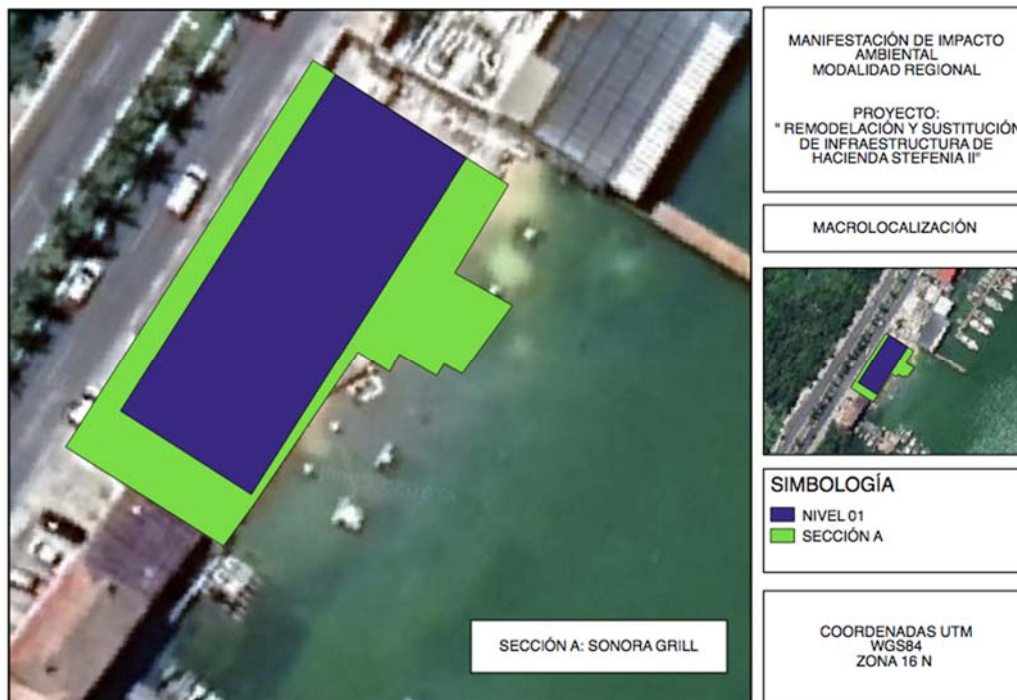 MANIFESTACIÓN DE IMPACTO
AMBIENTAL
MODALIDAD REGIONAL
PROYECTO:
" REMODELACIÓN Y SUSTITUCIÓN
DE INFRAESTRUCTURA DE
HACIENDA STEFENIA II"
MACROLOCALIZACIÓN
SIMBOLOGÍA
NIVEL 01
SECCIÓN A
SECCIÓN A: SONORA GRILL
COORDENADAS UTM
WGS84
ZONA 16 N